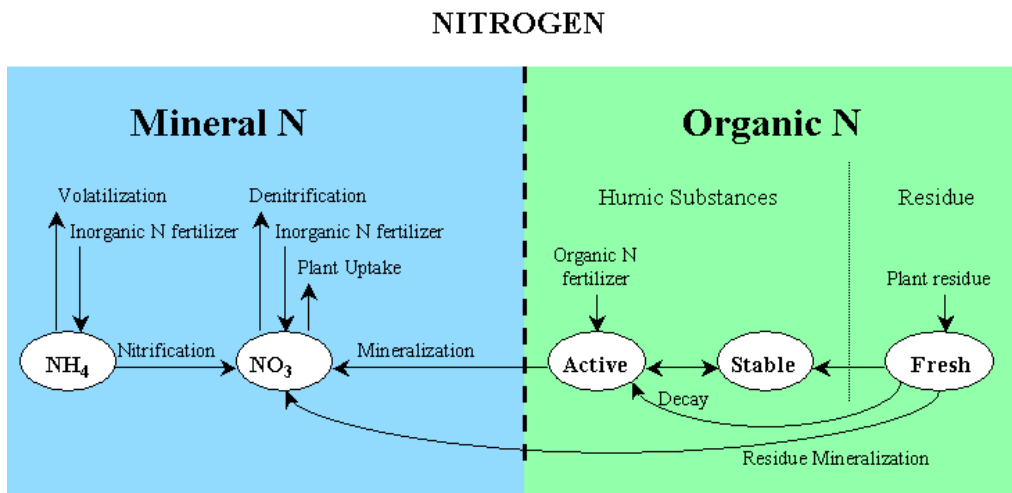 NITROGEN
Mineral N
Organic N
Humic Substances
Residue
Volatilization
Inorganic N fertilizer
Denitrification
Inorganic N fertilizer
Plant Uptake
Organic N
fertilizer
Plant residue
NH4
Nitrification
NO3
Mineralization
Active
Stable
Fresh
Decay
Residue Mineralization